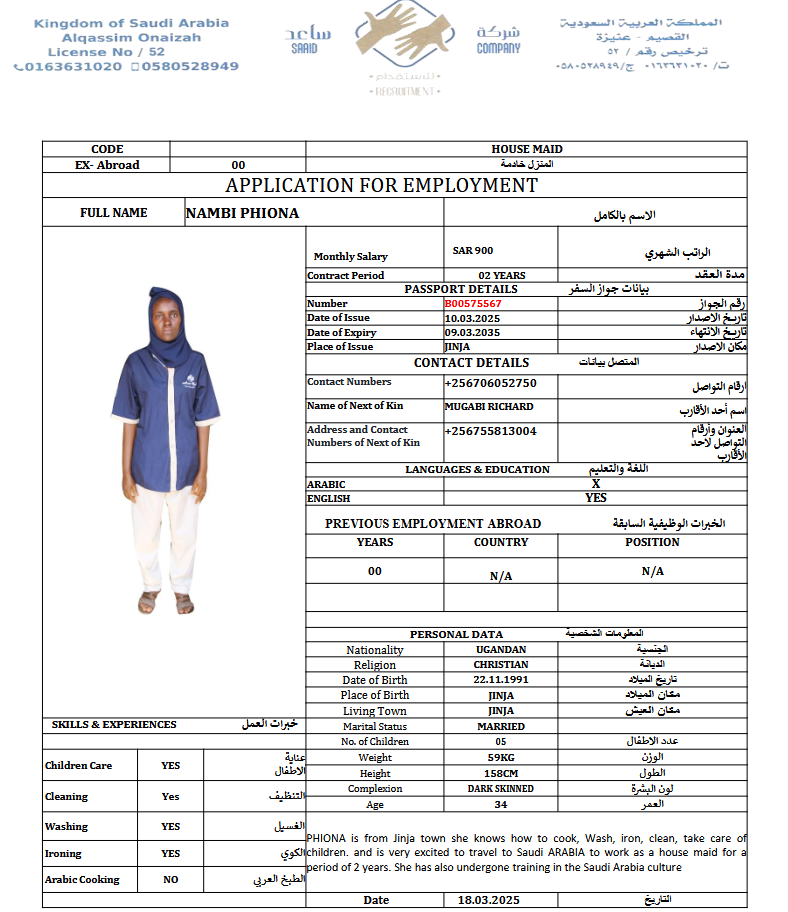 Kingdom of Saudi Arabia
Alqassim Onaizah
License No / 52
0163631020 0580528949
ساعد
SAAID
شركة
COMPANY
للاستقدام
RECRUITMENT
المملكة العربية السعودية
القصيم - عنيزة
ترخيص رقم / ٥٢
ت/ ٠١٦٣٦٣١٠٢٠ ج/ ٠٥٨٠٥٢٨٩٤٩
CODE HOUSE MAID
EX- Abroad 00 المنزل خادمة
APPLICATION FOR EMPLOYMENT
FULL NAME NAMBI PHIONA الاسم بالكامل
Monthly Salary SAR 900 الراتب الشهري
Contract Period 02 YEARS مدة العقد
PASSPORT DETAILS بيانات جواز السفر
Number B00575567 رقم الجواز
Date of Issue 10.03.2025 تاريخ الاصدار
Date of Expiry 09.03.2035 تاريخ الانتهاء
Place of Issue JINJA مكان الاصدار
CONTACT DETAILS المتصل بيانات
Contact Numbers +256706052750 ارقام التواصل
Name of Next of Kin MUGABI RICHARD اسم أحد الأقارب
Address and Contact Numbers of Next of Kin +256755813004 العنوان وأرقام التواصل لاحد الأقارب
LANGUAGES & EDUCATION اللغة والتعليم
ARABIC X
ENGLISH YES
PREVIOUS EMPLOYMENT ABROAD الخبرات الوظيفية السابقة
YEARS COUNTRY POSITION
00 N/A N/A
PERSONAL DATA المعلومات الشخصية
Nationality UGANDAN الجنسية
Religion CHRISTIAN الديانة
Date of Birth 22.11.1991 تاريخ الميلاد
Place of Birth JINJA مكان الميلاد
Living Town JINJA مكان العيش
Marital Status MARRIED
No. of Children 05 عدد الاطفال
Weight 59KG الوزن
Height 158CM الطول
Complexion DARK SKINNED لون البشرة
Age 34 العمر
SKILLS & EXPERIENCES خبرات العمل
Children Care YES عناية الاطفال
Cleaning Yes التنظيف
Washing YES الغسيل
Ironing YES الكوي
Arabic Cooking NO الطبخ العربي
PHIONA is from Jinja town she knows how to cook, Wash, iron, clean, take care of
children. and is very excited to travel to Saudi ARABIA to work as a house maid for a
period of 2 years. She has also undergone training in the Saudi Arabia culture
Date 18.03.2025 التاريخ